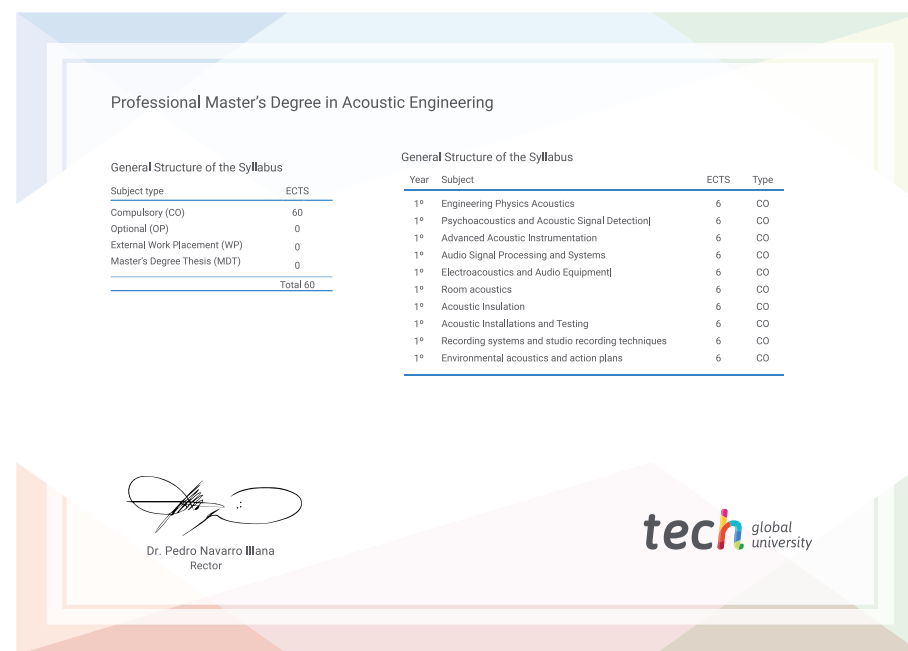 Professional Master's Degree in Acoustic Engineering
General Structure of the Syllabus
Subject type ECTS
Compulsory (CO) 60
Optional (OP) 0
External Work Placement (WP) 0
Master's Degree Thesis (MDT) 0
Total 60
General Structure of the Syllabus
Year Subject ECTS Type
1º Engineering Physics Acoustics 6 CO
1º Psychoacoustics and Acoustic Signal Detection 6 CO
1º Advanced Acoustic Instrumentation 6 CO
1º Audio Signal Processing and Systems 6 CO
1º Electroacoustics and Audio Equipment 6 CO
1º Room acoustics 6 CO
1º Acoustic Insulation 6 CO
1º Acoustic Installations and Testing 6 CO
1º Recording systems and studio recording techniques 6 CO
1º Environmental acoustics and action plans 6 CO
Dr. Pedro Navarro Illana
Rector
tech global
university